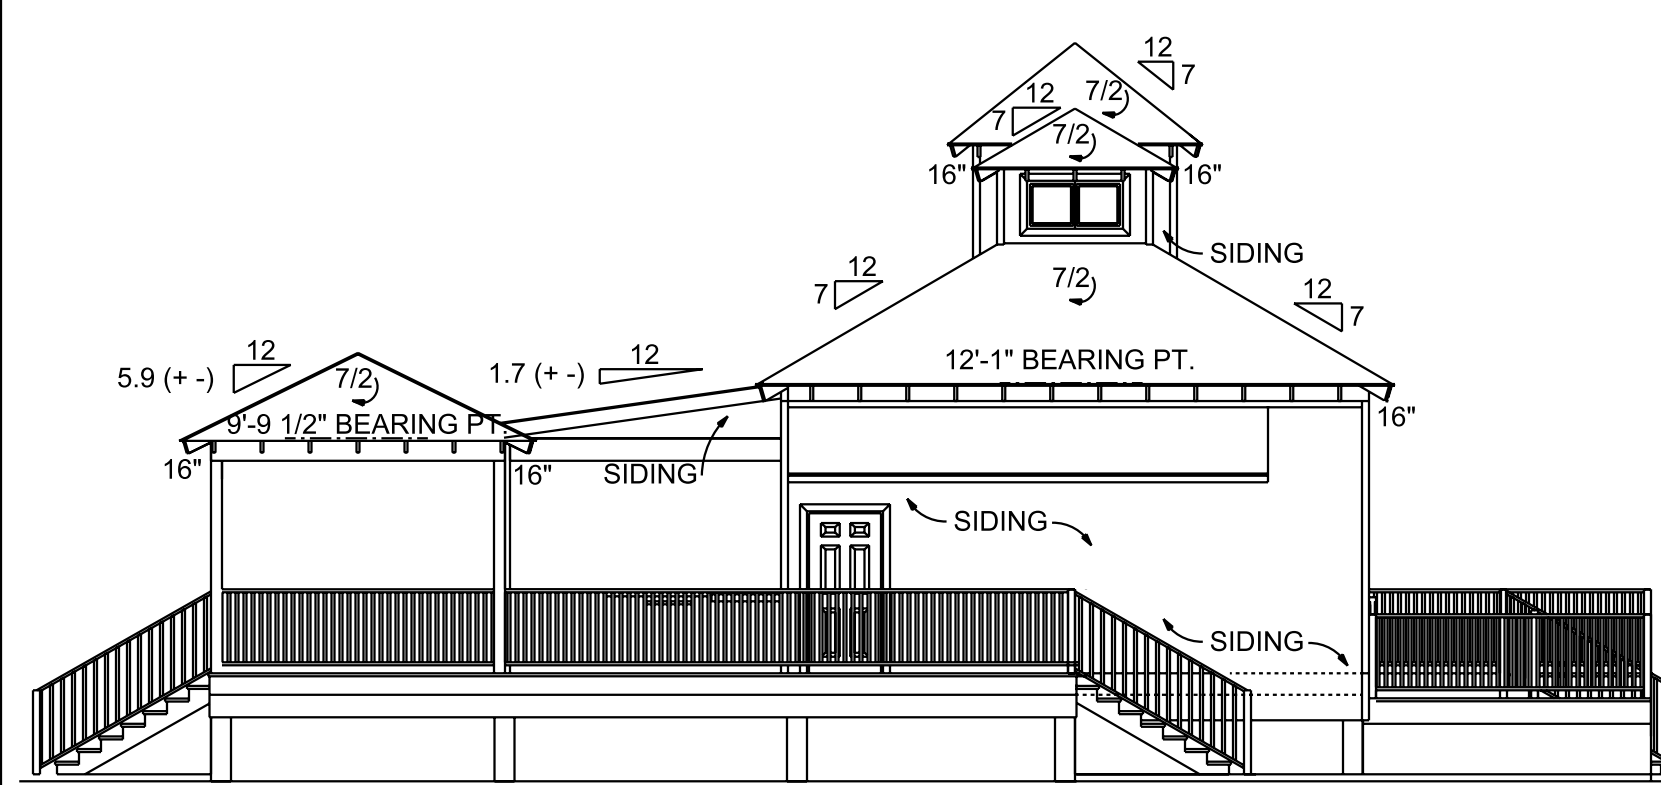 12
7
7/2
12
7
7/2
16"
16"
SIDING
12
7
7/2
12
7
12
5.9 (+ -)
7/2
12
1.7 (+ -)
12'-1" BEARING PT.
9'-9 1/2" BEARING PT.
16"
16"
16"
SIDING
SIDING
SIDING